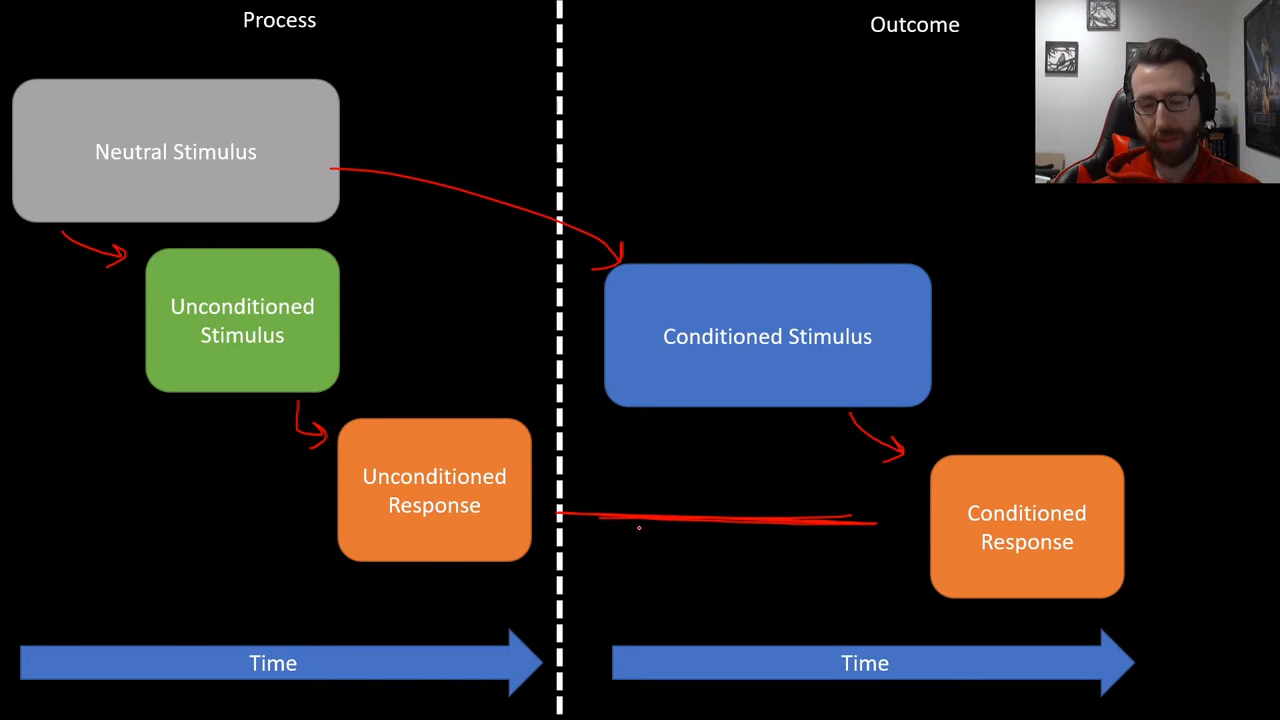 Process
Outcome
Neutral Stimulus
Unconditioned
Stimulus
Conditioned Stimulus
Unconditioned
Response
Conditioned
Response
Time
Time